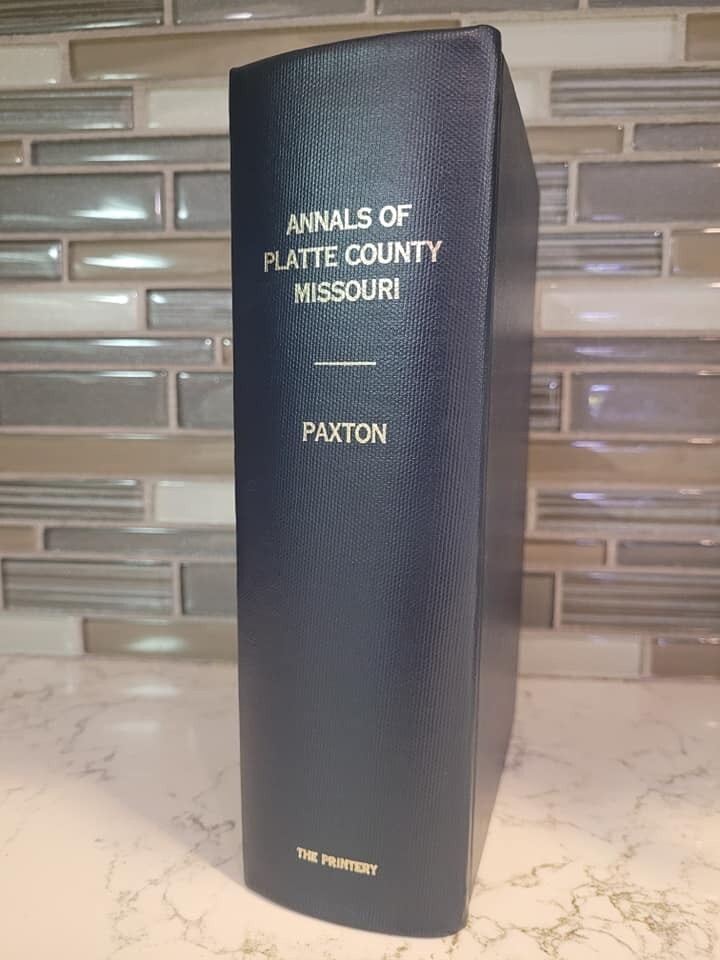 ANNALS OF
PLATTE COUNTY
MISSOURI
PAXTON
THE PRINTERY